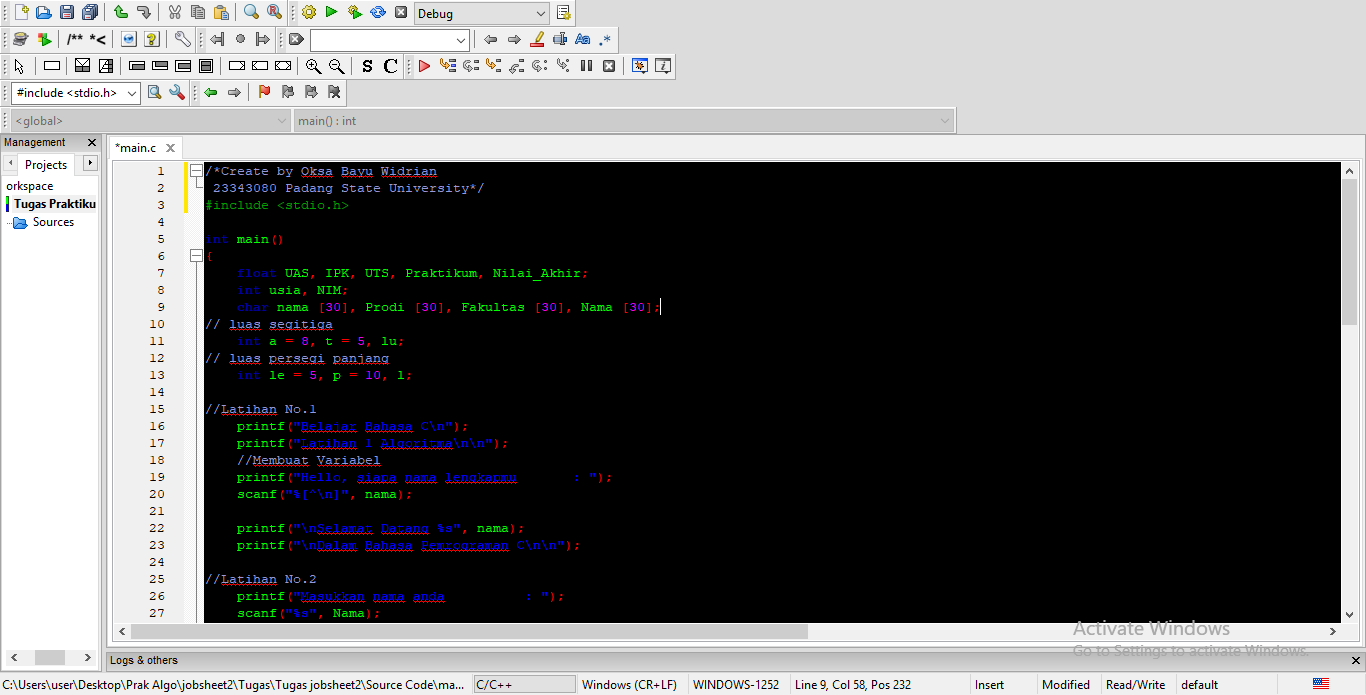 Debug
/** *<
Aa .*
S C
#include <stdio.h>
<global>
main() : int
Management
*main.c
Projects
orkspace
Tugas Praktiku
Sources
1 /*Create by Oksa Bayu Widrian
2 23343080 Padang State University*/
3 #include <stdio.h>
4
5 int main()
6 {
7 float UAS, IPK, UTS, Praktikum, Nilai_Akhir;
8 int usia, NIM;
9 char nama [30], Prodi [30], Fakultas [30], Nama [30];
10 // luas segitiga
11 int a = 8, t = 5, lu;
12 // luas persegi panjang
13 int le = 5, p = 10, l;
14
15 //Latihan No.1
16 printf("Belajar Bahasa C\n");
17 printf("Latihan 1 Algoritma\n\n");
18 //Membuat Variabel
19 printf("Hello, siapa nama lengkapmu : ");
20 scanf("%[^\n]", nama);
21
22 printf("\nSelamat Datang %s", nama);
23 printf("\nDalam Bahasa Pemrograman C\n\n");
24
25 //Latihan No.2
26 printf("Masukkan nama anda : ");
27 scanf("%s", Nama);
Activate Windows
Go to Settings to activate Windows.
Logs & others
C:\Users\user\Desktop\Prak Algo\jobsheet2\Tugas\Tugas jobsheet2\Source Code\ma... C/C++ Windows (CR+LF) WINDOWS-1252 Line 9, Col 58, Pos 232 Insert Modified Read/Write default